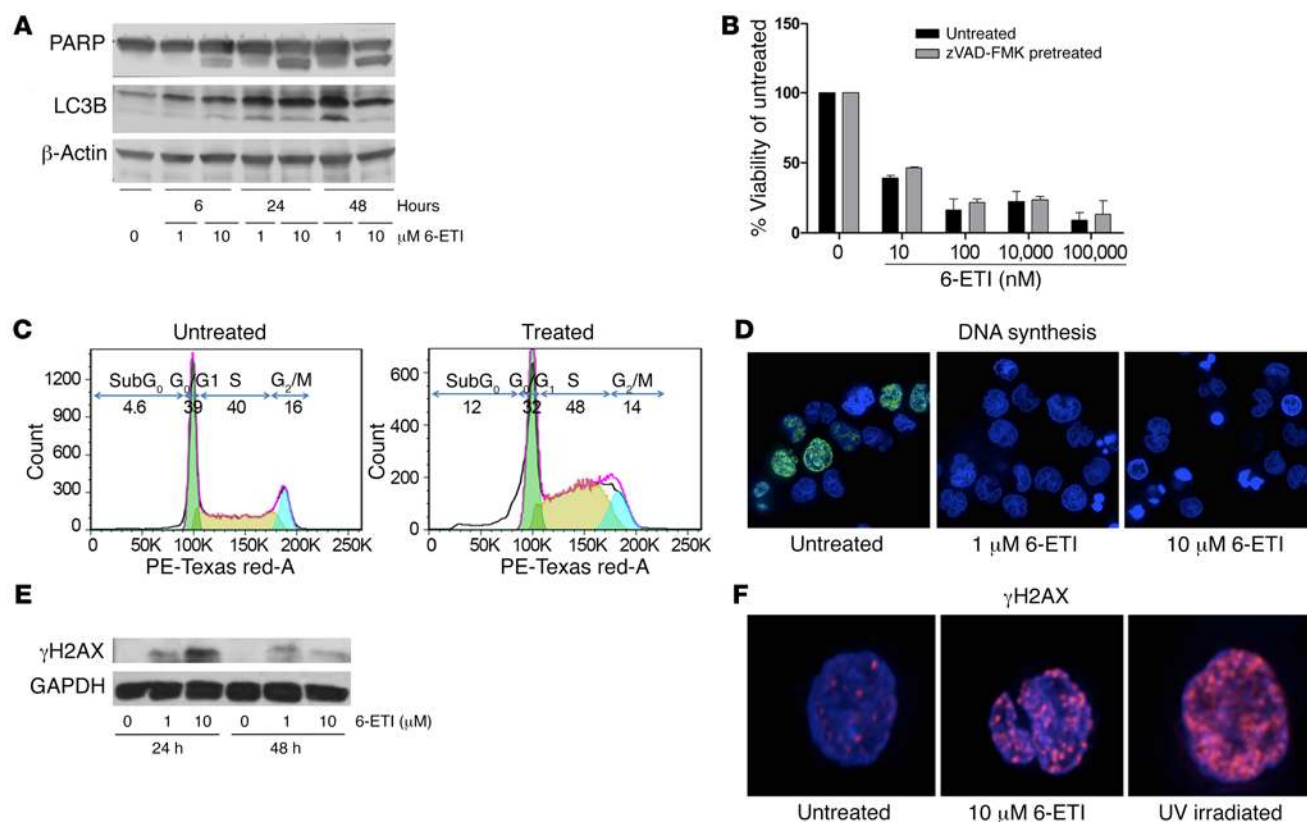 A
PARP
LC3B
β-Actin
6 24 48 Hours
0 1 10 1 10 1 10 μM 6-ETI
B
% Viability of untreated
150
100
50
0
Untreated
zVAD-FMK pretreated
0 10 100 10,000 100,000
6-ETI (nM)
C
Untreated
Count
1200
900
600
300
0
SubG0 G0/G1 S G2/M
4.6 39 40 16
0 50K 100K 150K 200K 250K
PE-Texas red-A
Treated
Count
600
400
200
0
SubG0 G0/G1 S G2/M
12 32 48 14
0 50K 100K 150K 200K 250K
PE-Texas red-A
D
DNA synthesis
Untreated 1 μM 6-ETI 10 μM 6-ETI
E
γH2AX
GAPDH
0 1 10 0 1 10 6-ETI (μM)
24 h 48 h
F
γH2AX
Untreated 10 μM 6-ETI UV irradiated